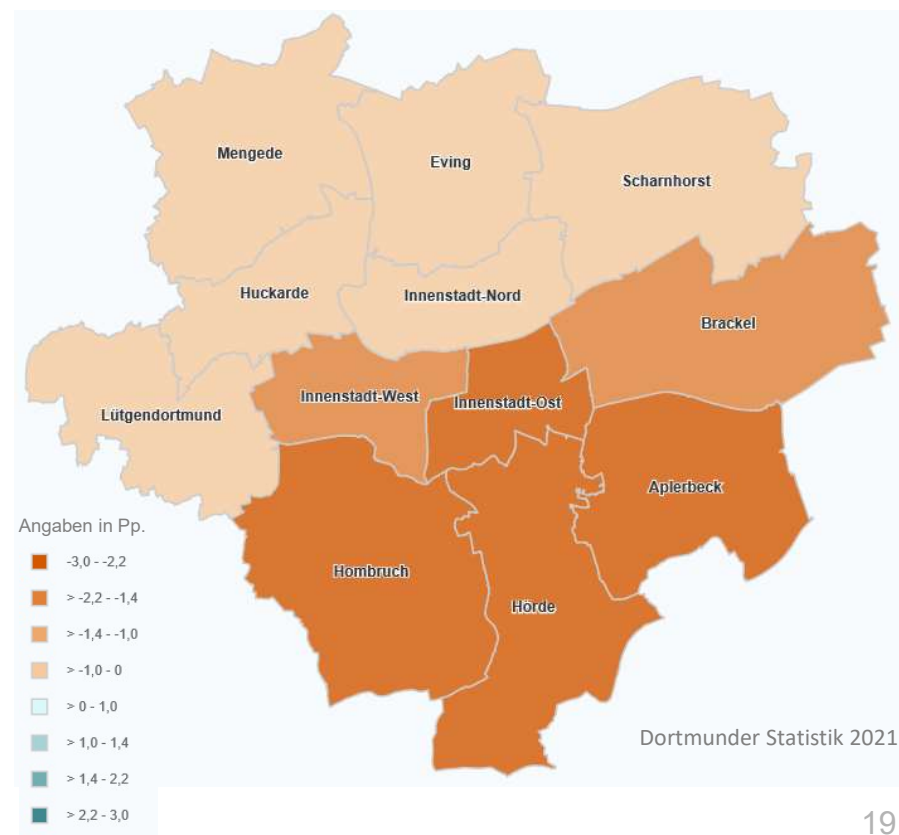 Mengede
Eving
Scharnhorst
Huckarde
Innenstadt-Nord
Brackel
Innenstadt-West
Innenstadt-Ost
Lütgendortmund
Aplerbeck
Hombruch
Hörde
Angaben in Pp.
-3,0 - -2,2
> -2,2 - -1,4
> -1,4 - -1,0
> -1,0 - 0
> 0 - 1,0
> 1,0 - 1,4
> 1,4 - 2,2
> 2,2 - 3,0
Dortmunder Statistik 2021
19